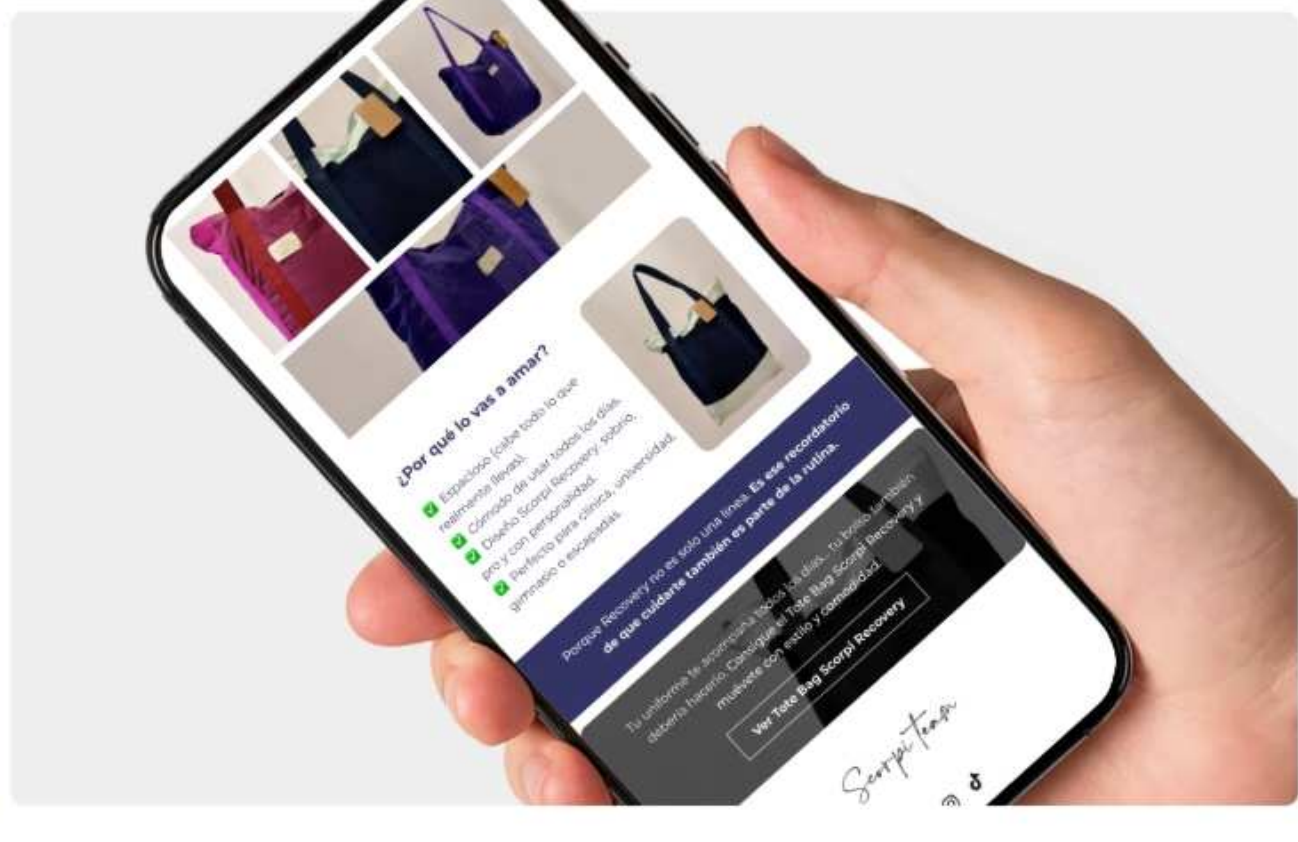 ¿Por qué lo vas a amar?
✅ Espacioso (cabe todo lo que
realmente llevas).
✅ Cómodo de usar todos los días.
✅ Diseño Scorpi Recovery: sobrio,
pro y con personalidad.
✅ Perfecto para clínica, universidad,
gimnasio o escapadas.
Porque Recovery no es solo una línea. Es ese recordatorio
de que cuidarte también es parte de la rutina.
Tu uniforme te acompaña todos los días. Tu bolso también
debería hacerlo. Consigue el Tote Bag Scorpi Recovery y
muévete con estilo y comodidad.
Ver Tote Bag Scorpi Recovery
Scorpi team